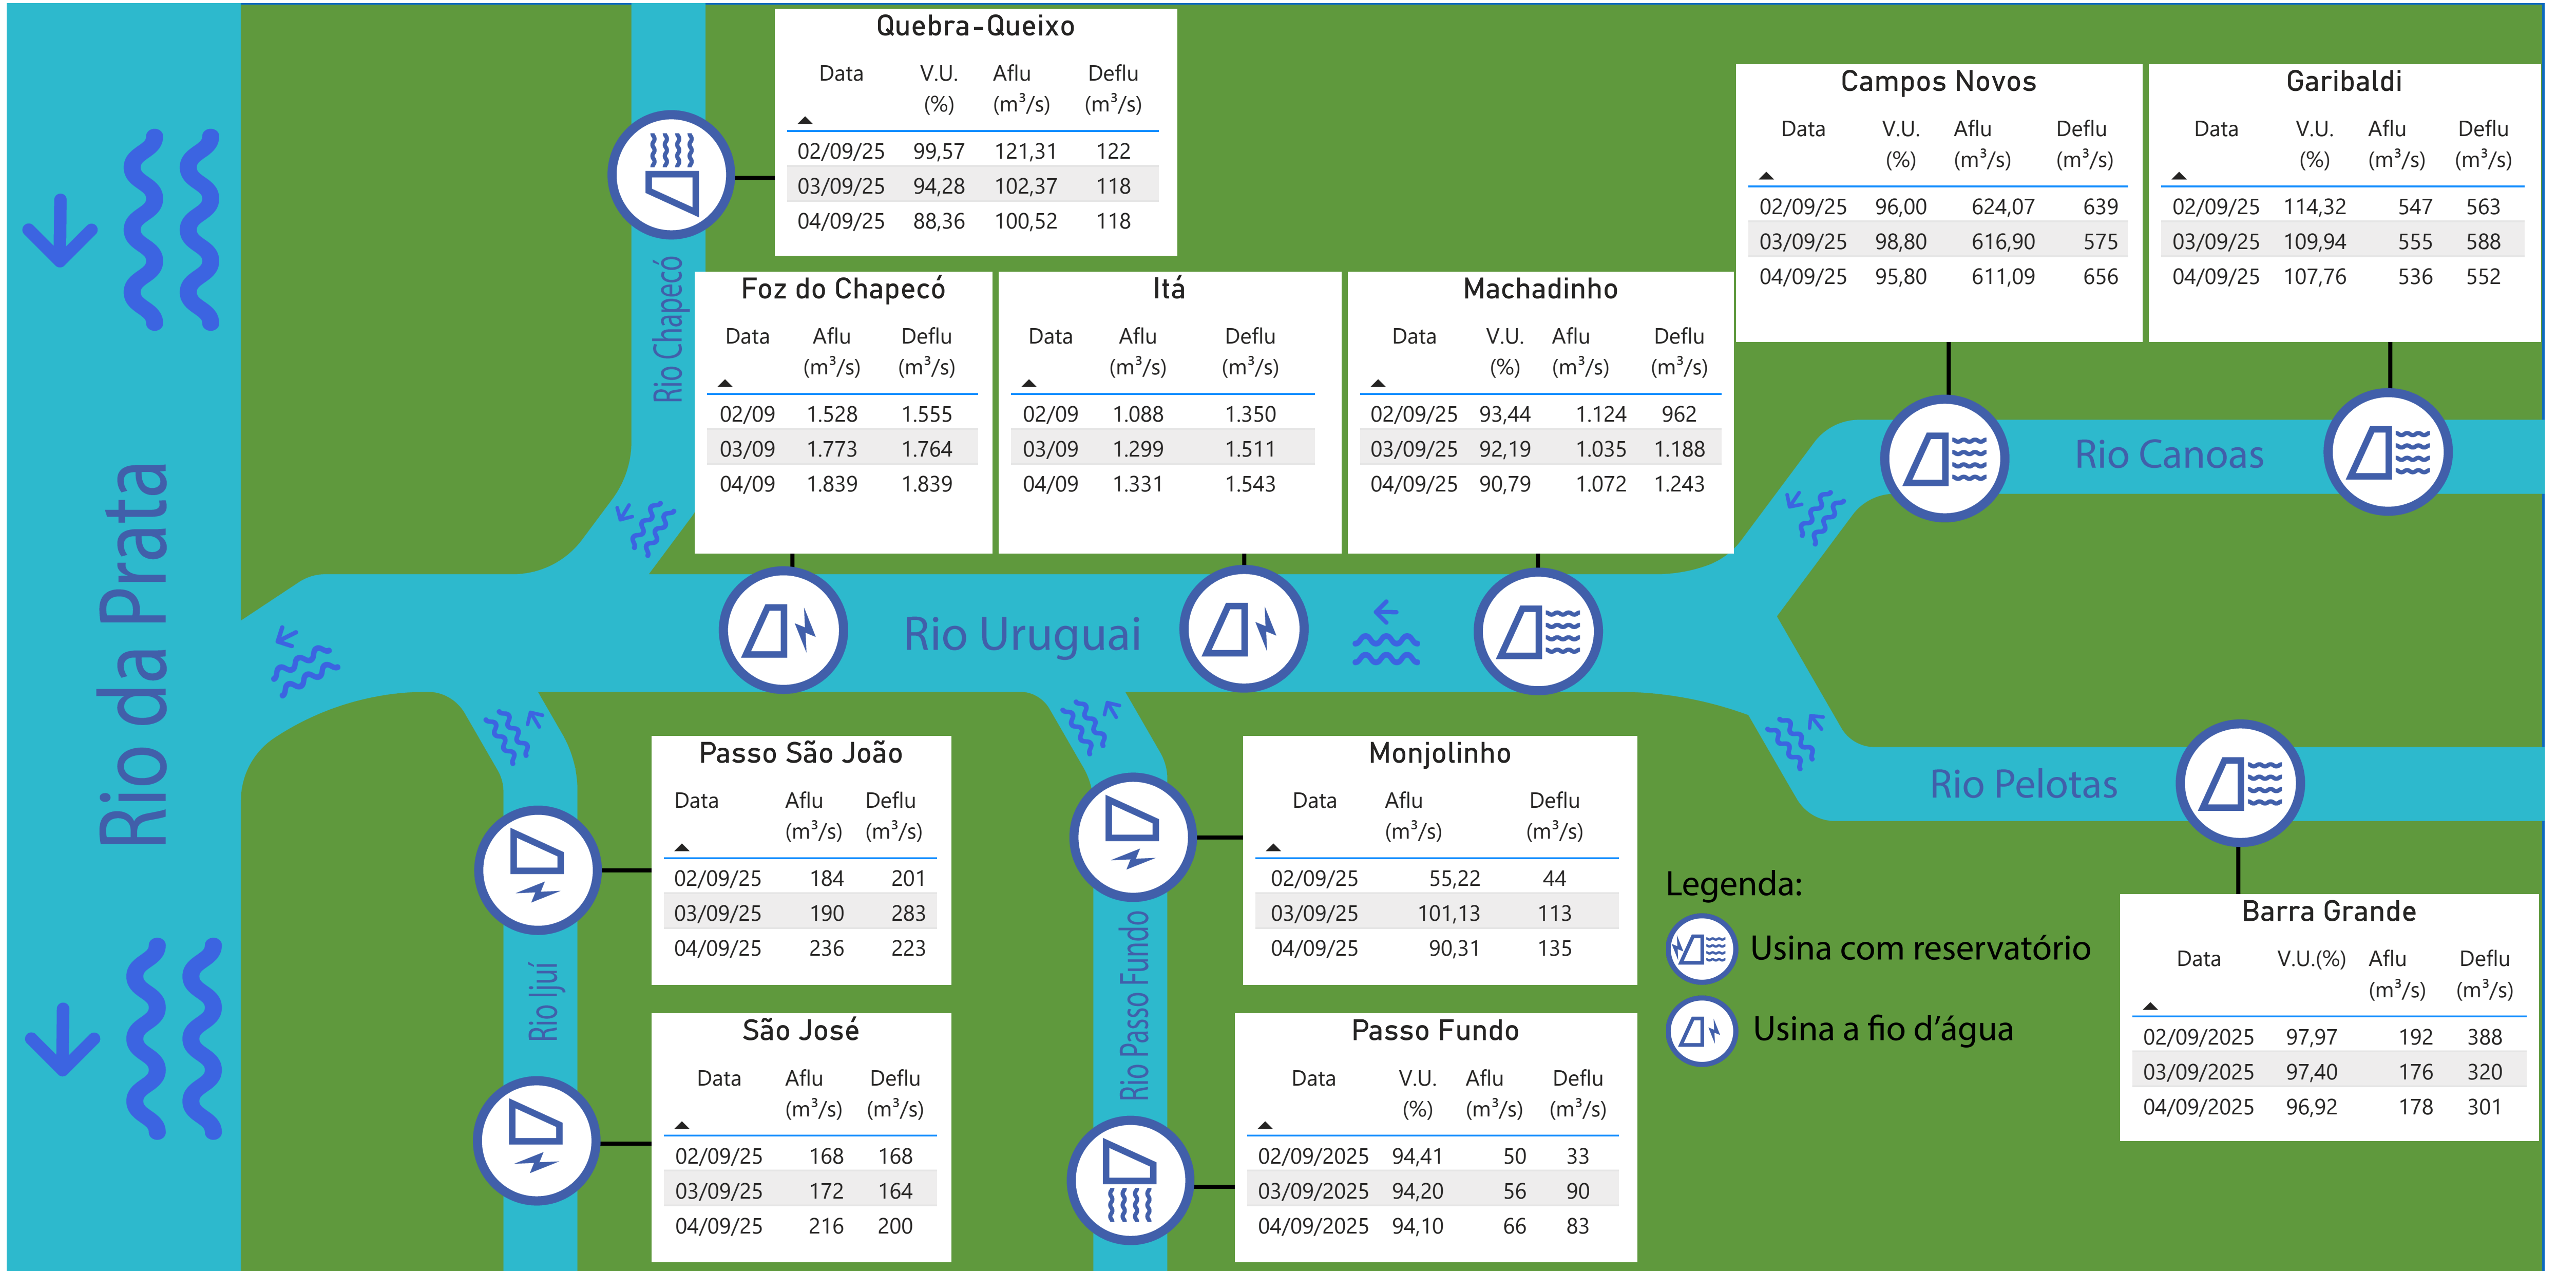 Quebra-Queixo
Data V.U. Aflu Deflu
(%) (m³/s) (m³/s)
02/09/25 99,57 121,31 122
03/09/25 94,28 102,37 118
04/09/25 88,36 100,52 118
Campos Novos
Data V.U. Aflu Deflu
(%) (m³/s) (m³/s)
02/09/25 96,00 624,07 639
03/09/25 98,80 616,90 575
04/09/25 95,80 611,09 656
Garibaldi
Data V.U. Aflu Deflu
(%) (m³/s) (m³/s)
02/09/25 114,32 547 563
03/09/25 109,94 555 588
04/09/25 107,76 536 552
Rio Chapecó
Foz do Chapecó
Data Aflu Deflu
(m³/s) (m³/s)
02/09 1.528 1.555
03/09 1.773 1.764
04/09 1.839 1.839
Itá
Data Aflu Deflu
(m³/s) (m³/s)
02/09 1.088 1.350
03/09 1.299 1.511
04/09 1.331 1.543
Machadinho
Data V.U. Aflu Deflu
(%) (m³/s) (m³/s)
02/09/25 93,44 1.124 962
03/09/25 92,19 1.035 1.188
04/09/25 90,79 1.072 1.243
Rio Canoas
Rio da Prata
Rio Uruguai
Rio Pelotas
Passo São João
Data Aflu Deflu
(m³/s) (m³/s)
02/09/25 184 201
03/09/25 190 283
04/09/25 236 223
Monjolinho
Data Aflu Deflu
(m³/s) (m³/s)
02/09/25 55,22 44
03/09/25 101,13 113
04/09/25 90,31 135
Legenda:
Usina com reservatório
Usina a fio d’água
Barra Grande
Data V.U.(%) Aflu Deflu
(m³/s) (m³/s)
02/09/2025 97,97 192 388
03/09/2025 97,40 176 320
04/09/2025 96,92 178 301
Rio Ijuí
São José
Data Aflu Deflu
(m³/s) (m³/s)
02/09/25 168 168
03/09/25 172 164
04/09/25 216 200
Rio Passo Fundo
Passo Fundo
Data V.U. Aflu Deflu
(%) (m³/s) (m³/s)
02/09/2025 94,41 50 33
03/09/2025 94,20 56 90
04/09/2025 94,10 66 83